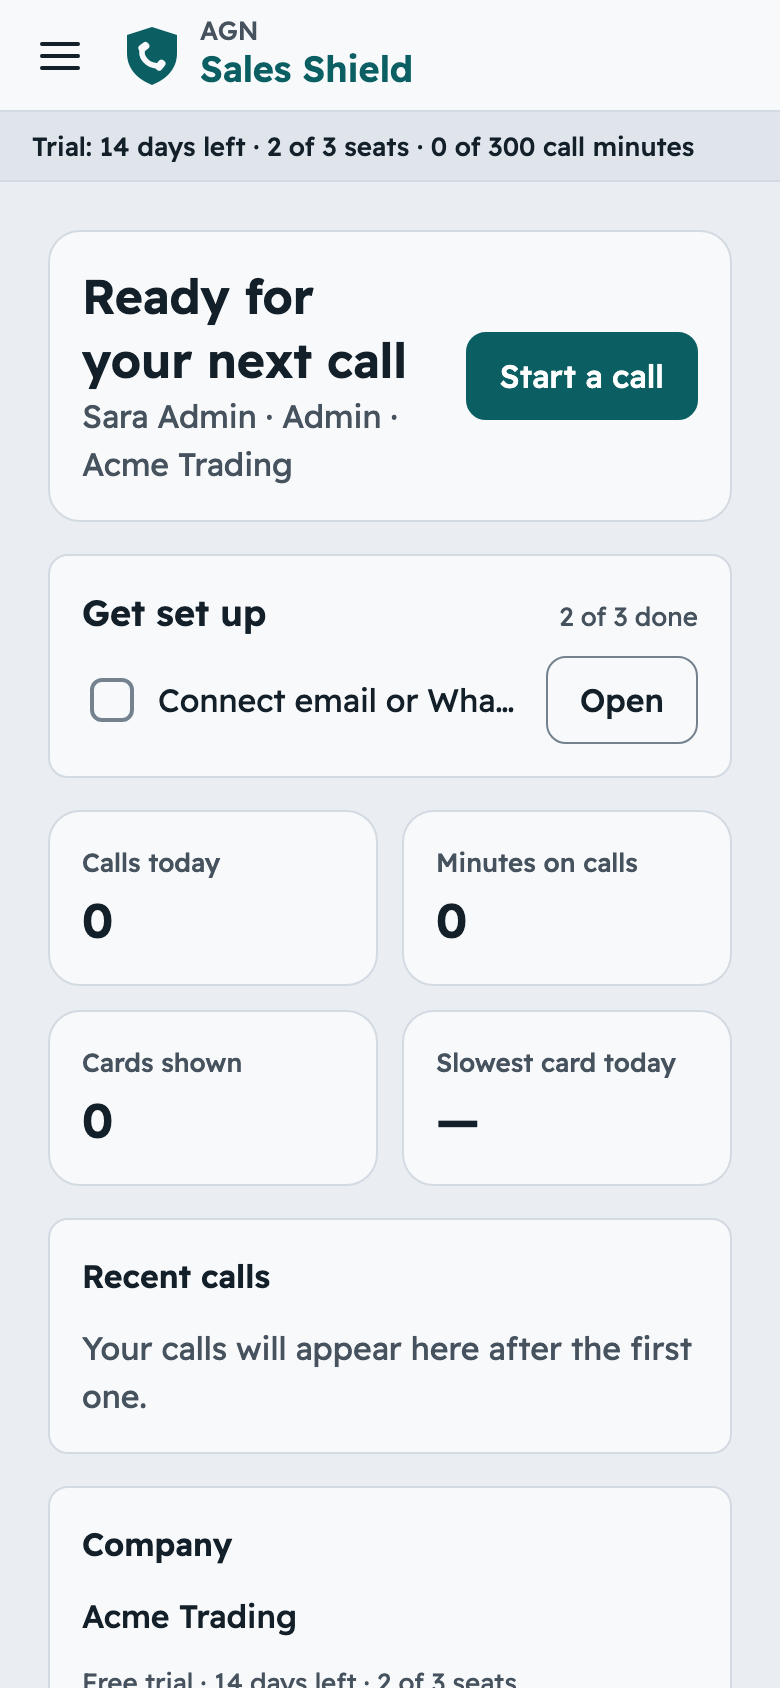 AGN
Sales Shield
Trial: 14 days left · 2 of 3 seats · 0 of 300 call minutes
Ready for
your next call
Sara Admin · Admin ·
Acme Trading
Start a call
Get set up
2 of 3 done
Connect email or Wha...
Open
Calls today
0
Minutes on calls
0
Cards shown
0
Slowest card today
—
Recent calls
Your calls will appear here after the first
one.
Company
Acme Trading
Free trial · 14 days left · 2 of 3 seats